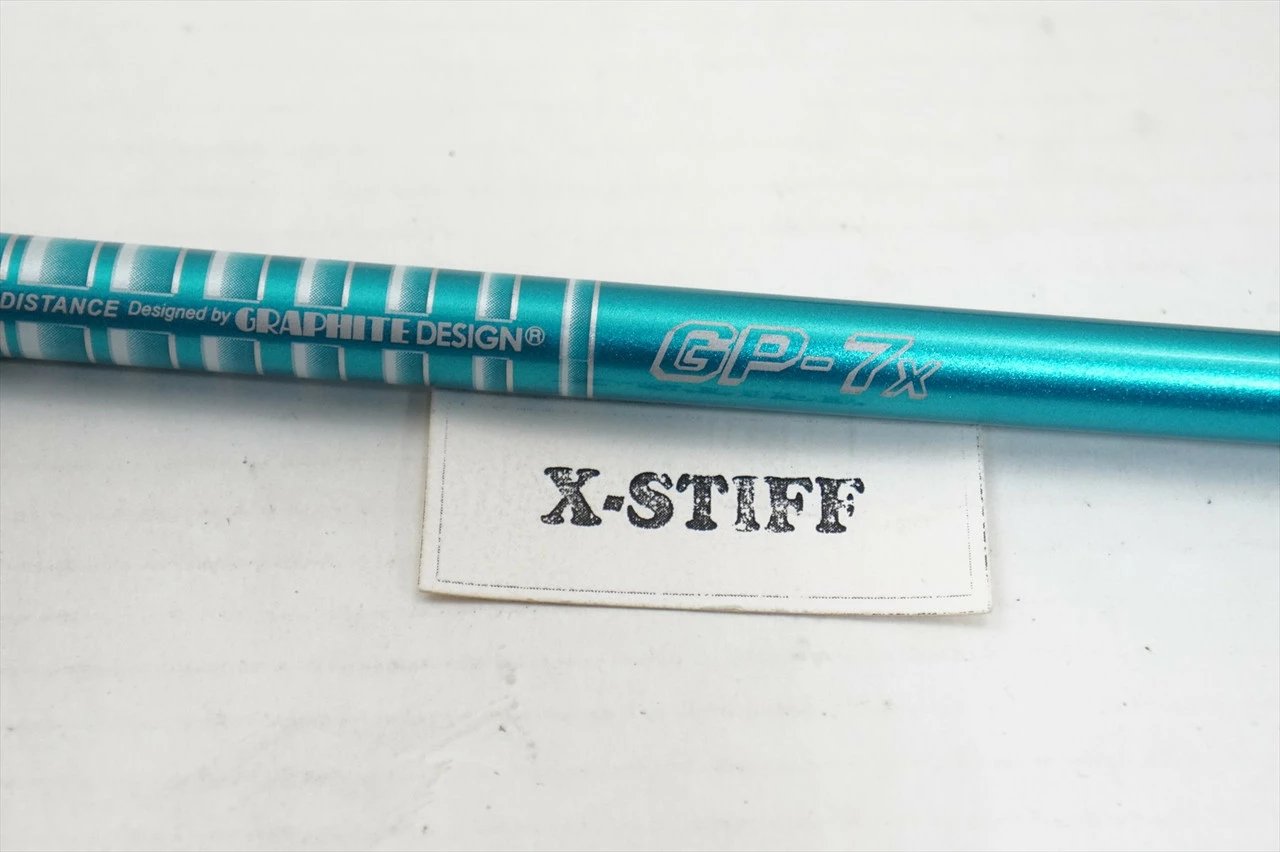 DISTANCE Designed by GRAPHITE DESIGN® GP-7x
X-STIFF